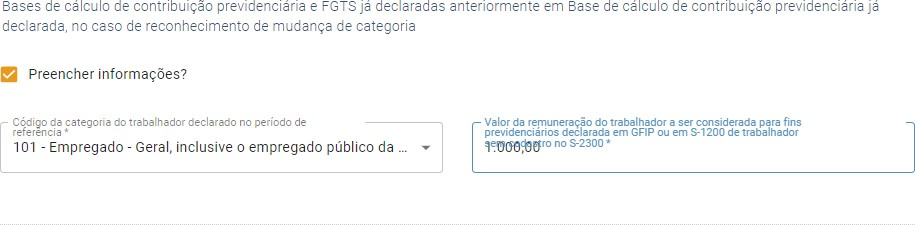 Bases de cálculo de contribuição previdenciária e FGTS já declaradas anteriormente em Base de cálculo de contribuição previdenciária já
declarada, no caso de reconhecimento de mudança de categoria
Preencher informações?
Código da categoria do trabalhador declarado no período de
referência *
101 - Empregado - Geral, inclusive o empregado público da ...
Valor da remuneração do trabalhador a ser considerada para fins
previdenciários declarada em GFIP ou em S-1200 de trabalhador
sem cadastro no S-2300 *
1.000,00